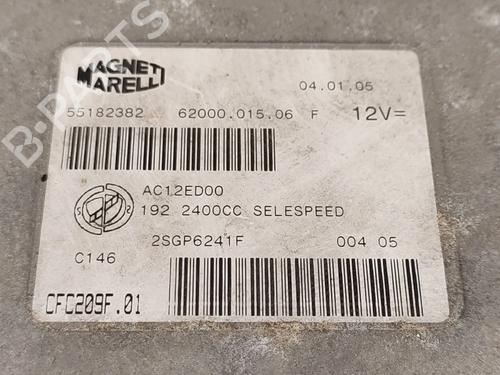 MAGNETI
MARELLI
04.01.05
55182382 62000.015.06 F 12V=
AC12ED00
192 2400CC SELESPEED
2SGP6241F 004 05
C146
CFC209F.01
B-PARTS